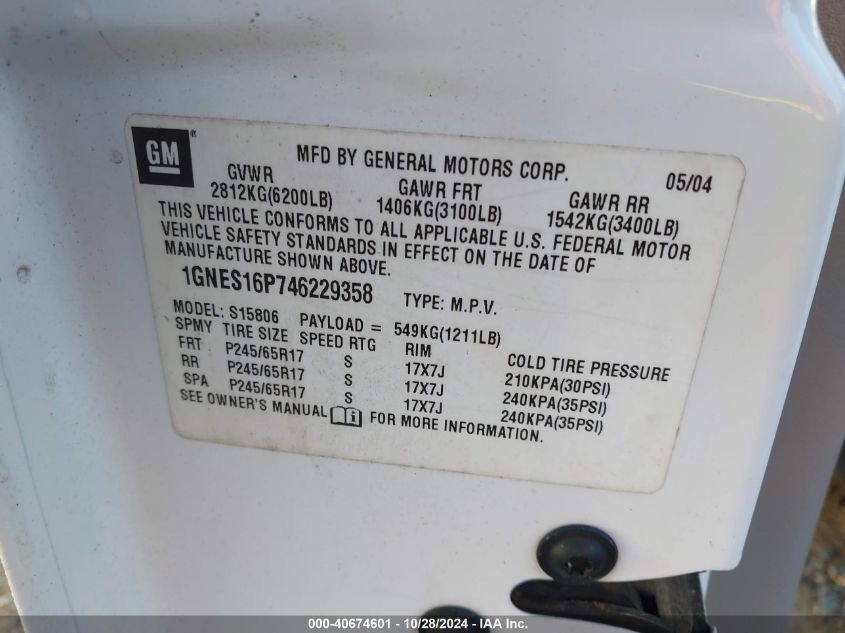 GM ® MFD BY GENERAL MOTORS CORP. 05/04
GVWR GAWR FRT GAWR RR
2812KG(6200LB) 1406KG(3100LB) 1542KG(3400LB)
THIS VEHICLE CONFORMS TO ALL APPLICABLE U.S. FEDERAL MOTOR
VEHICLE SAFETY STANDARDS IN EFFECT ON THE DATE OF
MANUFACTURE SHOWN ABOVE.
1GNES16P746229358 TYPE: M.P.V.
MODEL: S15806 PAYLOAD = 549KG(1211LB)
SPMY TIRE SIZE SPEED RTG RIM COLD TIRE PRESSURE
FRT P245/65R17 S 17X7J 210KPA(30PSI)
RR P245/65R17 S 17X7J 240KPA(35PSI)
SPA P245/65R17 S 17X7J 240KPA(35PSI)
SEE OWNER'S MANUAL i FOR MORE INFORMATION.
000-40674601 | 10/28/2024 | IAA Inc.